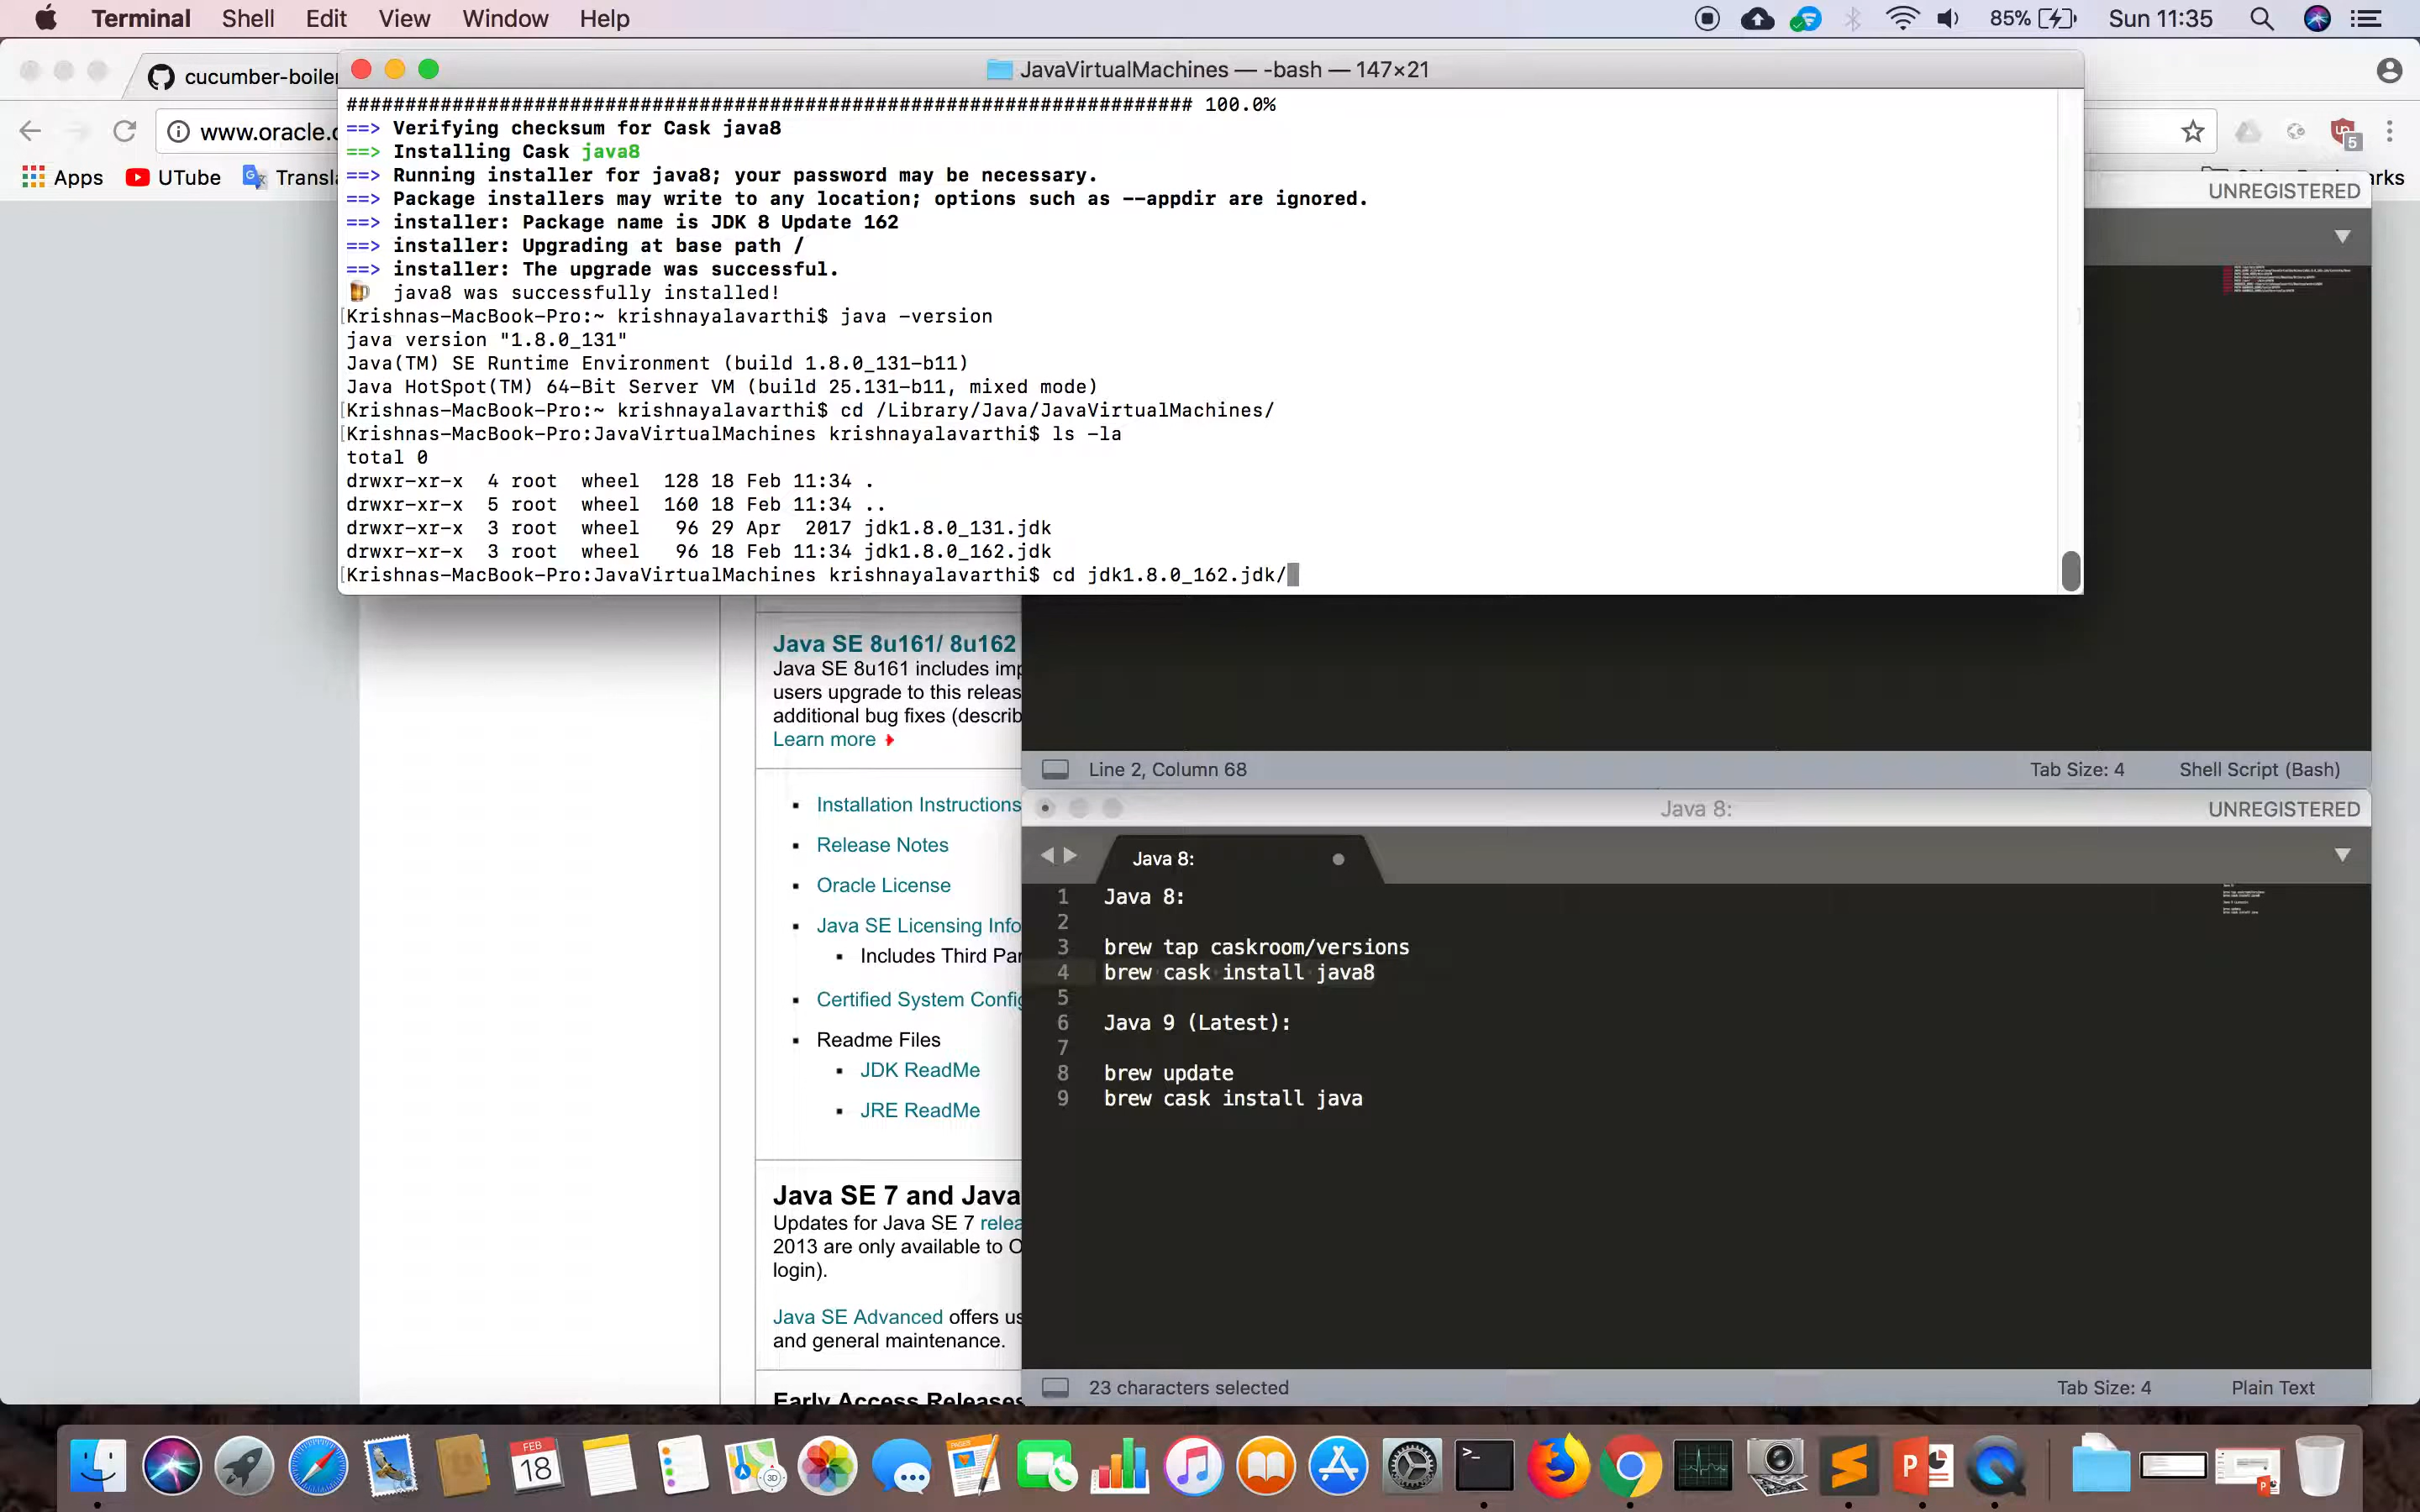 Terminal Shell Edit View Window Help 85% Sun 11:35
JavaVirtualMachines — -bash — 147×21
cucumber-boiler
www.oracle.c
Apps UTube Transla
arks
UNREGISTERED
######################################################################## 100.0%
==> Verifying checksum for Cask java8
==> Installing Cask java8
==> Running installer for java8; your password may be necessary.
==> Package installers may write to any location; options such as --appdir are ignored.
==> installer: Package name is JDK 8 Update 162
==> installer: Upgrading at base path /
==> installer: The upgrade was successful.
java8 was successfully installed!
Krishnas-MacBook-Pro:~ krishnayalavarthi$ java -version
java version "1.8.0_131"
Java(TM) SE Runtime Environment (build 1.8.0_131-b11)
Java HotSpot(TM) 64-Bit Server VM (build 25.131-b11, mixed mode)
Krishnas-MacBook-Pro:~ krishnayalavarthi$ cd /Library/Java/JavaVirtualMachines/
Krishnas-MacBook-Pro:JavaVirtualMachines krishnayalavarthi$ ls -la
total 0
drwxr-xr-x 4 root wheel 128 18 Feb 11:34 .
drwxr-xr-x 5 root wheel 160 18 Feb 11:34 ..
drwxr-xr-x 3 root wheel 96 29 Apr 2017 jdk1.8.0_131.jdk
drwxr-xr-x 3 root wheel 96 18 Feb 11:34 jdk1.8.0_162.jdk
Krishnas-MacBook-Pro:JavaVirtualMachines krishnayalavarthi$ cd jdk1.8.0_162.jdk/
Java SE 8u161/ 8u162
Java SE 8u161 includes imp
users upgrade to this releas
additional bug fixes (describ
Learn more
Installation Instructions
Release Notes
Oracle License
Java SE Licensing Info
Includes Third Par
Certified System Config
Readme Files
JDK ReadMe
JRE ReadMe
Java SE 7 and Java
Updates for Java SE 7 relea
2013 are only available to O
login).
Java SE Advanced offers us
and general maintenance.
Early Access Releases
Line 2, Column 68 Tab Size: 4 Shell Script (Bash)
Java 8: UNREGISTERED
Java 8:
1 Java 8:
2
3 brew tap caskroom/versions
4 brew cask install java8
5
6 Java 9 (Latest):
7
8 brew update
9 brew cask install java
23 characters selected Tab Size: 4 Plain Text
FEB
18